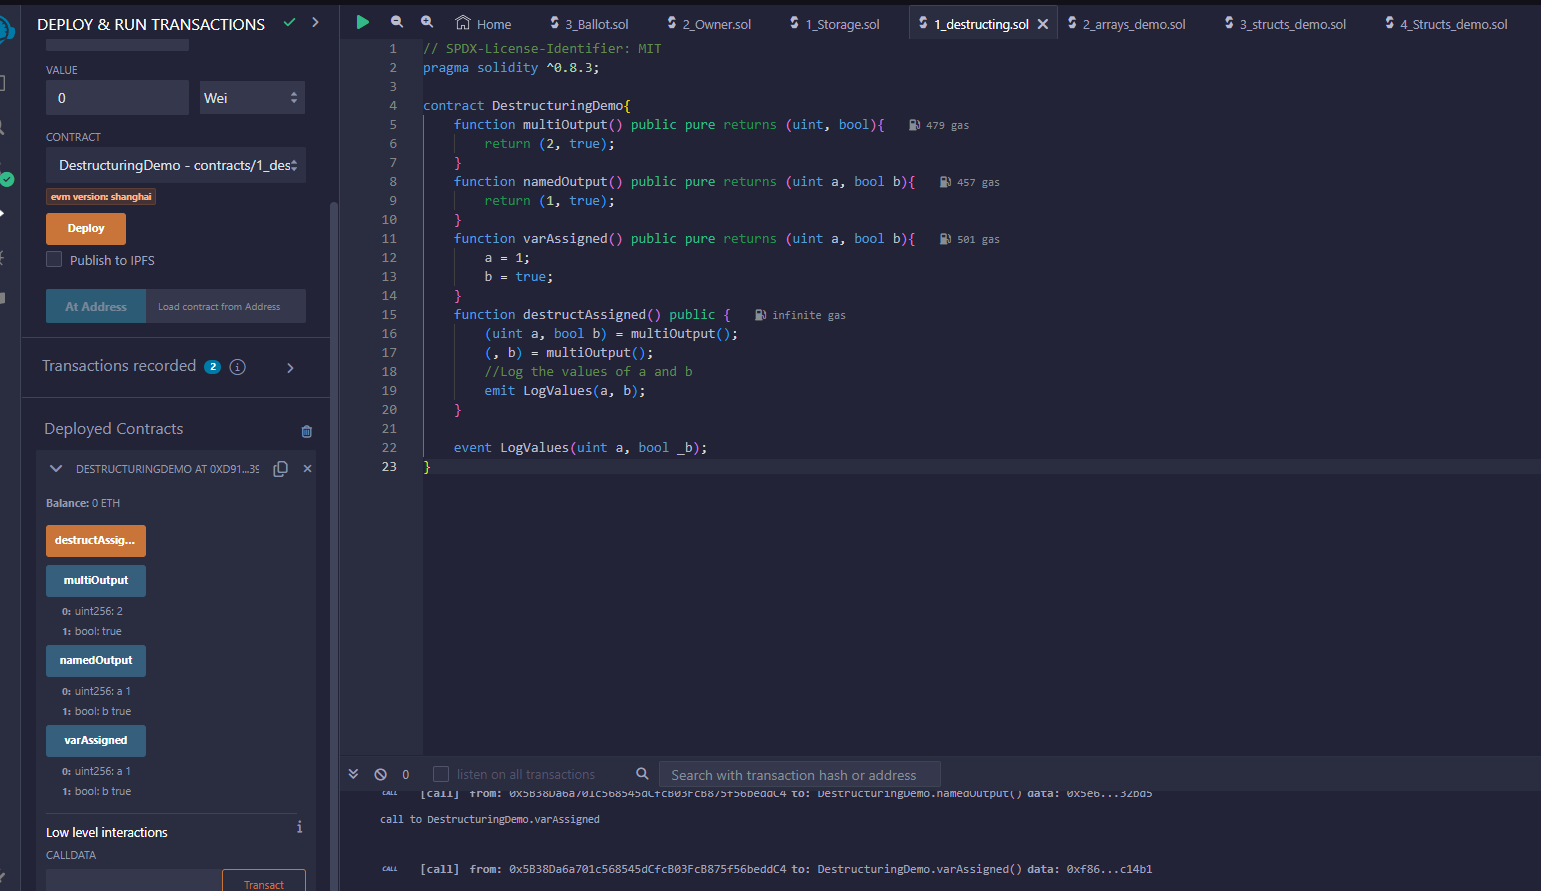 DEPLOY & RUN TRANSACTIONS
VALUE
0
Wei
CONTRACT
DestructuringDemo - contracts/1_des
evm version: shanghai
Deploy
Publish to IPFS
At Address
Load contract from Address
Transactions recorded 2 i
Deployed Contracts
DESTRUCTURINGDEMO AT 0XD91...39
Balance: 0 ETH
destructAssig...
multiOutput
0: uint256: 2
1: bool: true
namedOutput
0: uint256: a 1
1: bool: b true
varAssigned
0: uint256: a 1
1: bool: b true
Low level interactions i
CALLDATA
Transact
Home
3_Ballot.sol
2_Owner.sol
1_Storage.sol
1_destructing.sol
2_arrays_demo.sol
3_structs_demo.sol
4_Structs_demo.sol
1 // SPDX-License-Identifier: MIT
2 pragma solidity ^0.8.3;
3
4 contract DestructuringDemo{
5 function multiOutput() public pure returns (uint, bool){ 479 gas
6 return (2, true);
7 }
8 function namedOutput() public pure returns (uint a, bool b){ 457 gas
9 return (1, true);
10 }
11 function varAssigned() public pure returns (uint a, bool b){ 501 gas
12 a = 1;
13 b = true;
14 }
15 function destructAssigned() public { infinite gas
16 (uint a, bool b) = multiOutput();
17 (, b) = multiOutput();
18 //Log the values of a and b
19 emit LogValues(a, b);
20 }
21
22 event LogValues(uint a, bool _b);
23 }
0
listen on all transactions
Search with transaction hash or address
CALL [call] from: 0x5B38Da6a701c568545dCfcB03FcB875f56beddC4 to: DestructuringDemo.namedOutput() data: 0x5e6...32bd5
call to DestructuringDemo.varAssigned
CALL [call] from: 0x5B38Da6a701c568545dCfcB03FcB875f56beddC4 to: DestructuringDemo.varAssigned() data: 0xf86...c14b1